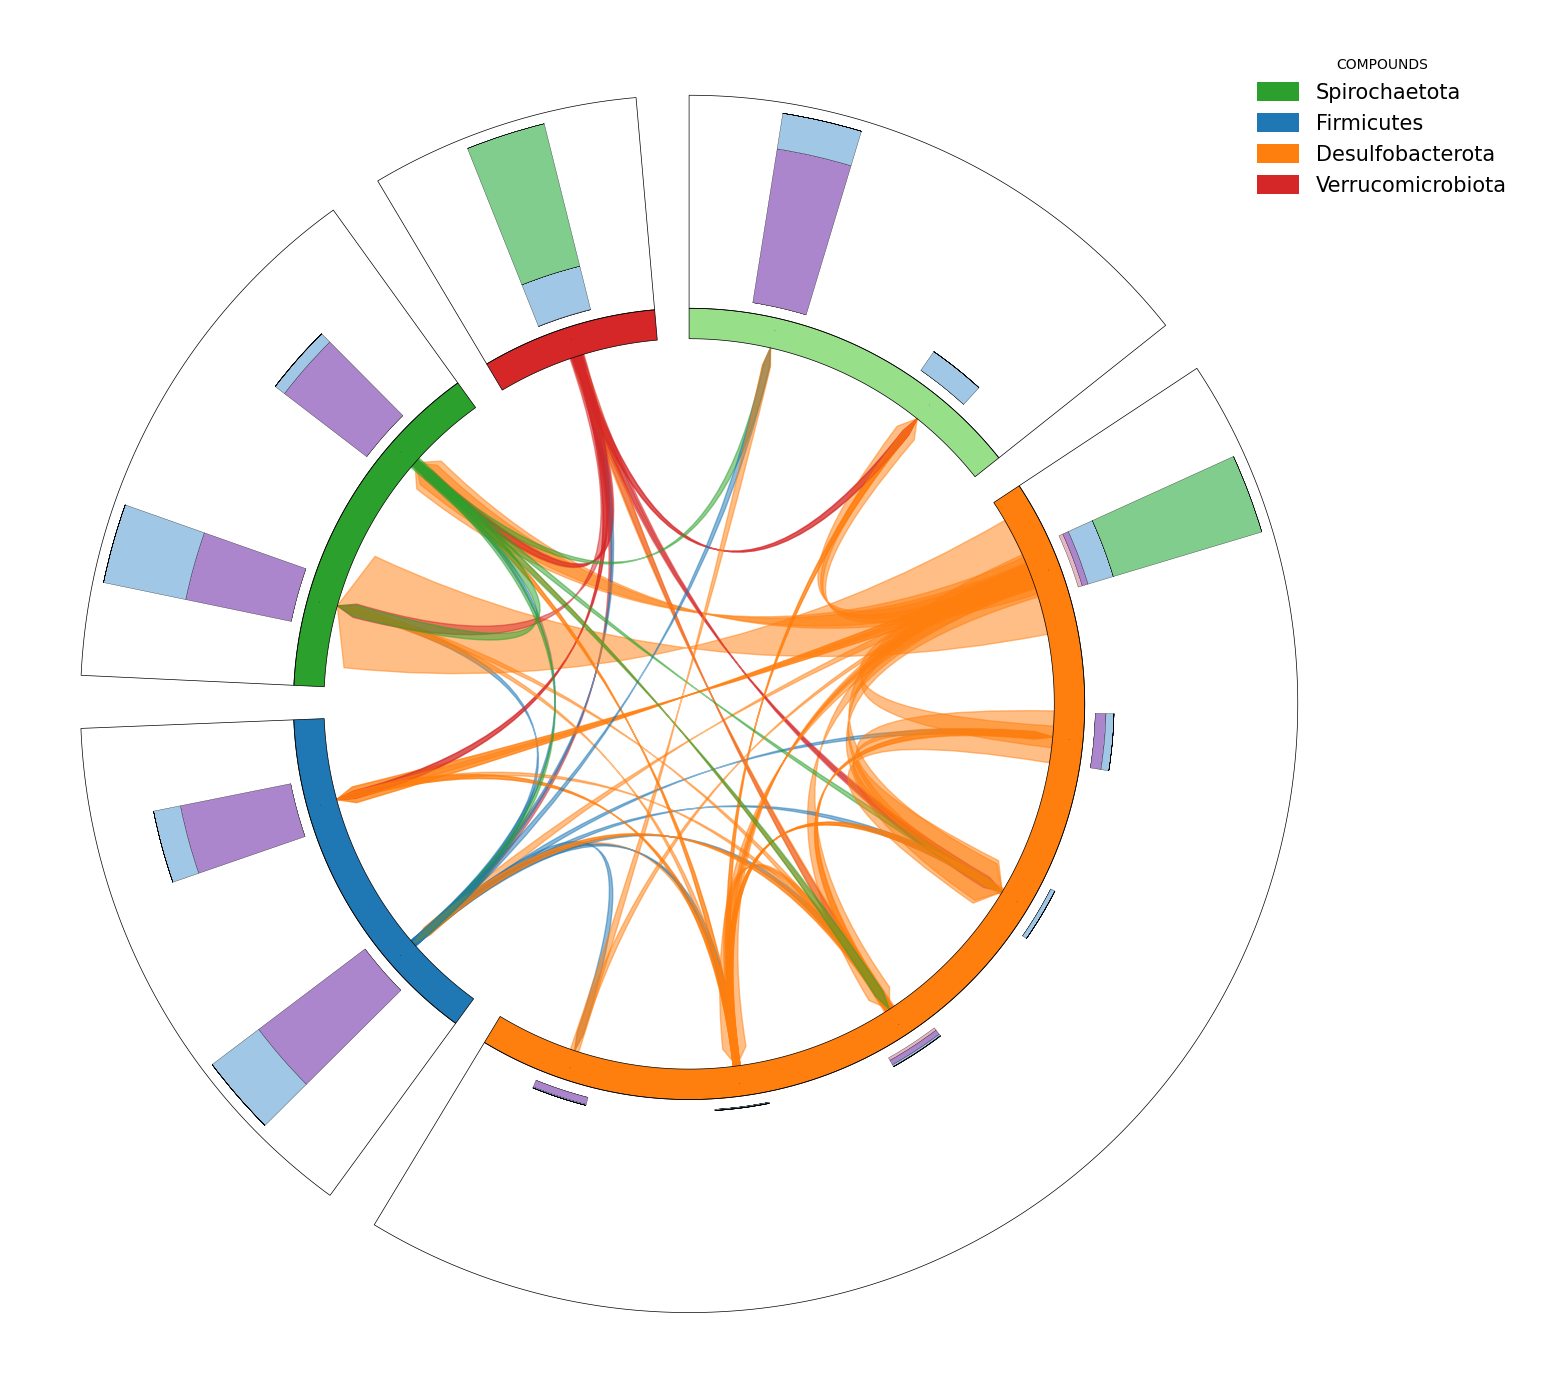 COMPOUNDS
Spirochaetota
Firmicutes
Desulfobacterota
Verrucomicrobiota